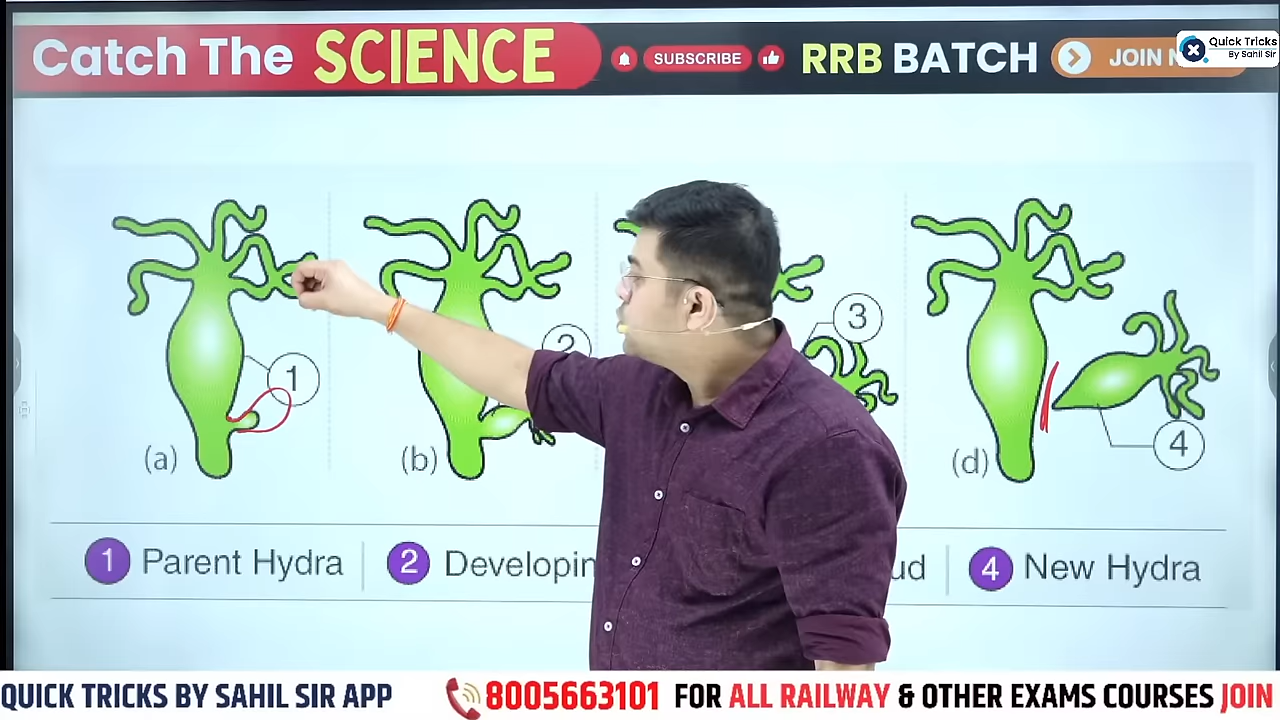 Catch The SCIENCE
SUBSCRIBE
RRB BATCH
JOIN
Quick Tricks
By Sahil Sir
1
2
3
4
(a)
(b)
(d)
1 Parent Hydra
2 Developin
ud
4 New Hydra
QUICK TRICKS BY SAHIL SIR APP
8005663101 FOR ALL RAILWAY & OTHER EXAMS COURSES JOIN